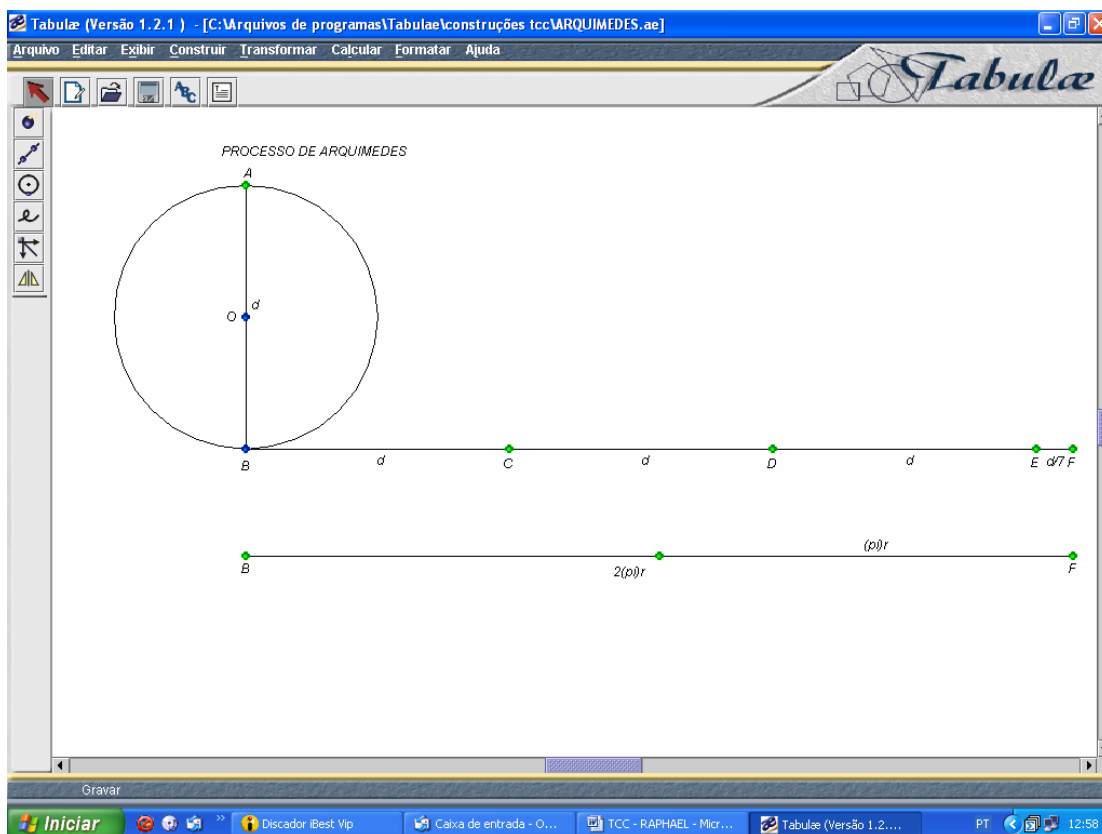 Tabulæ (Versão 1.2.1 ) - [C:\Arquivos de programas\Tabulae\construções tcc\ARQUIMEDES.ae]
Arquivo Editar Exibir Construir Transformar Calcular Formatar Ajuda
Tabulæ
ABC
PROCESSO DE ARQUIMEDES
A
d
O
B d C d D d E d/7 F
(pi)r
B 2(pi)r F
Gravar
Iniciar » Discador iBest Vip Caixa de entrada - O... TCC - RAPHAEL - Micr... Tabulæ (Versão 1.2.... PT 12:58